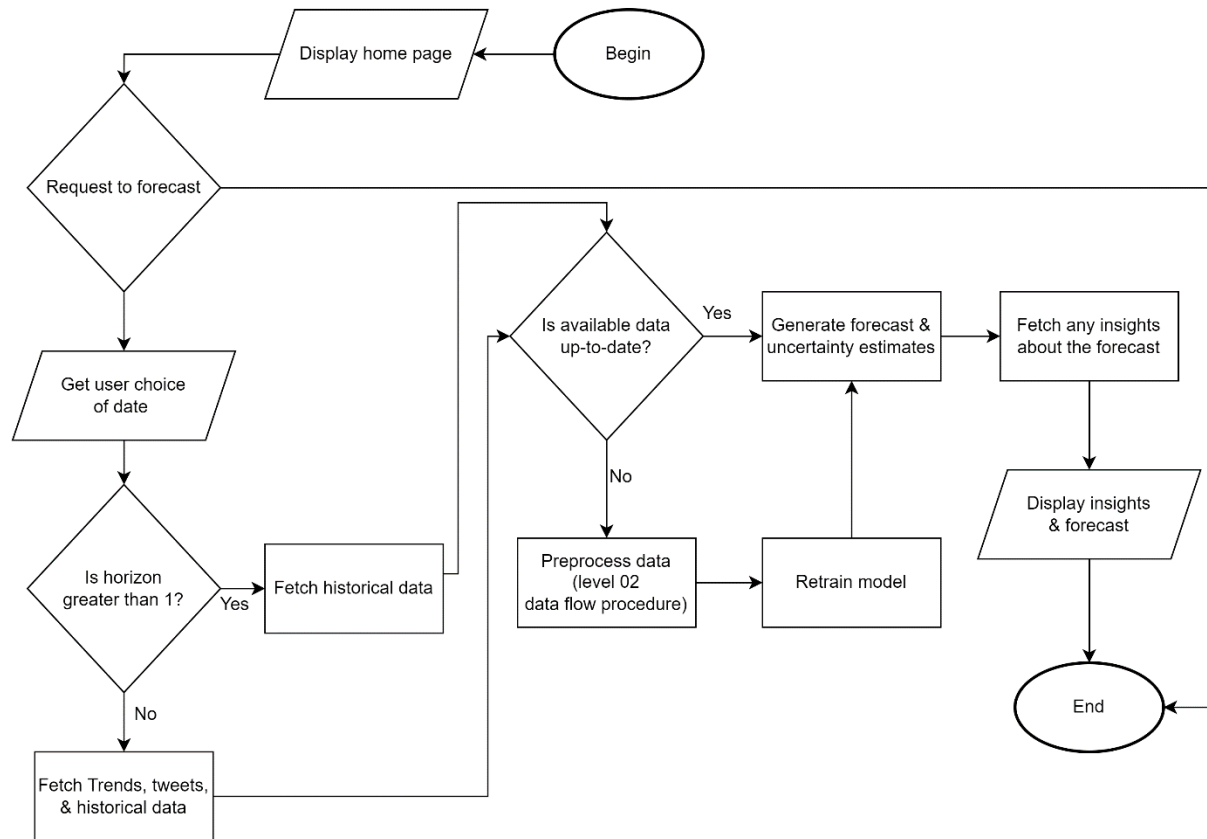 Begin
Display home page
Request to forecast
Get user choice
of date
Is horizon
greater than 1?
Yes
Fetch historical data
No
Fetch Trends, tweets,
& historical data
Is available data
up-to-date?
Yes
No
Preprocess data
(level 02
data flow procedure)
Retrain model
Generate forecast &
uncertainty estimates
Fetch any insights
about the forecast
Display insights
& forecast
End